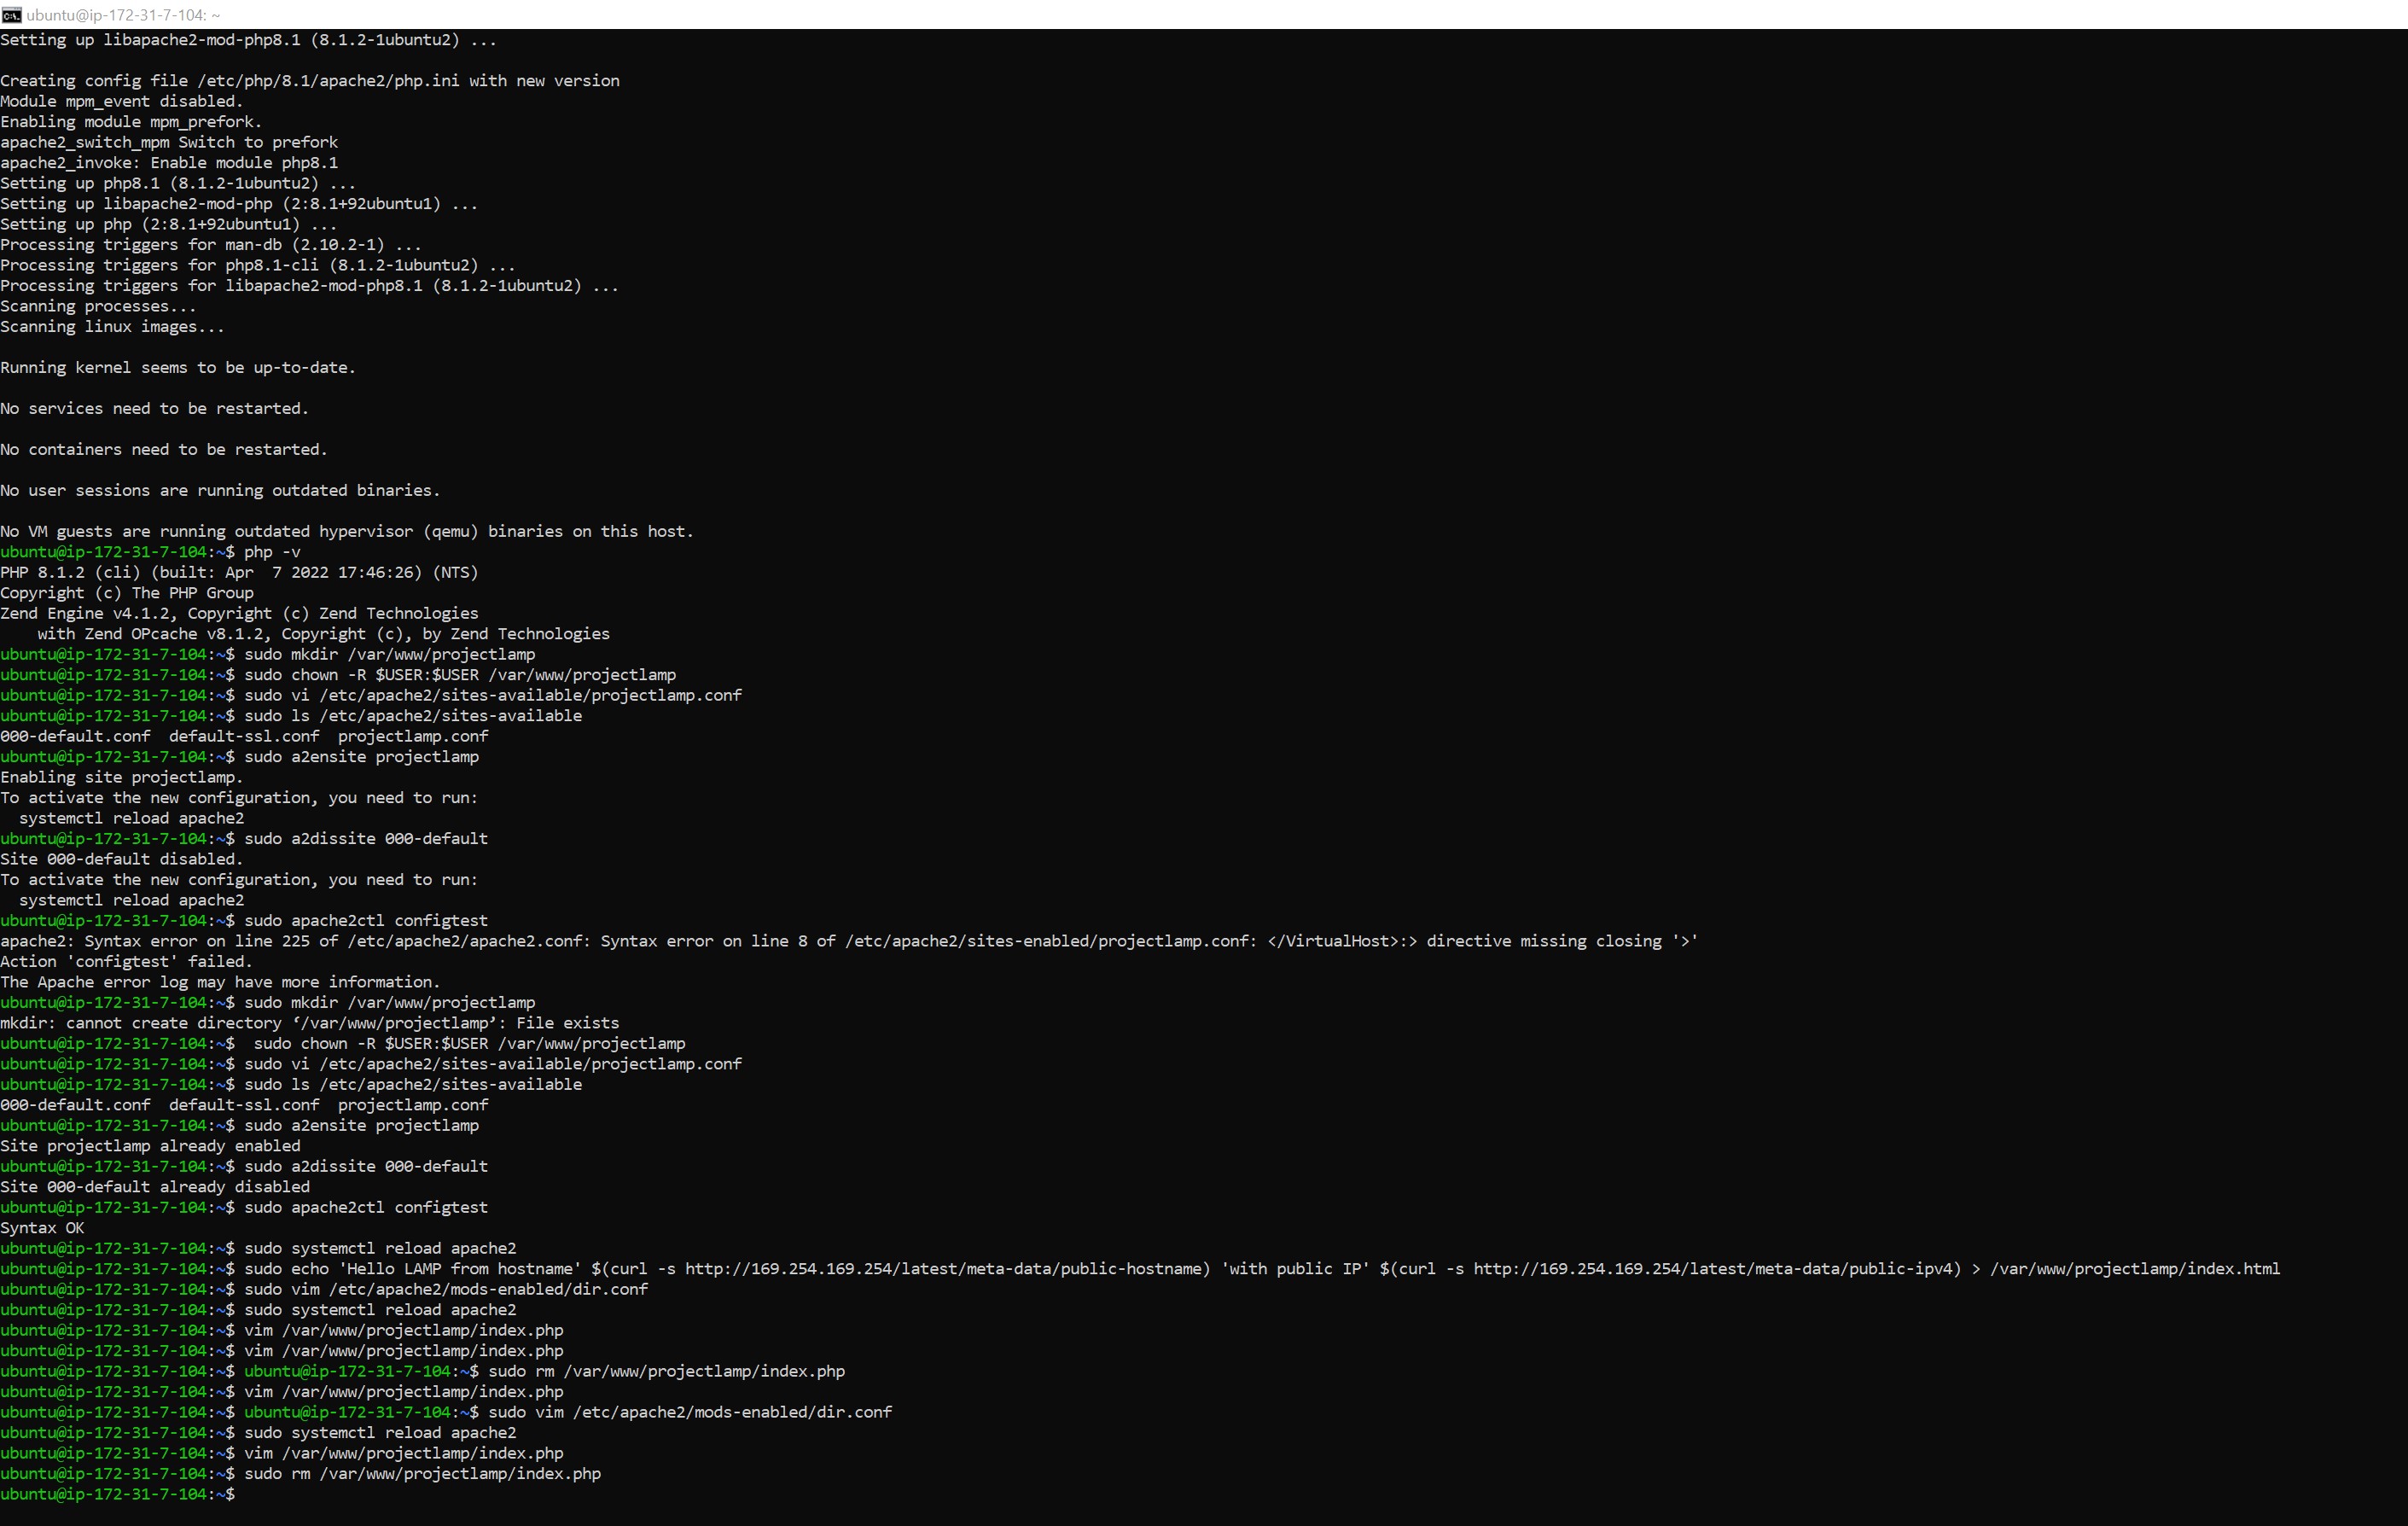 ubuntu@ip-172-31-7-104: ~
Setting up libapache2-mod-php8.1 (8.1.2-1ubuntu2) ...
Creating config file /etc/php/8.1/apache2/php.ini with new version
Module mpm_event disabled.
Enabling module mpm_prefork.
apache2_switch_mpm Switch to prefork
apache2_invoke: Enable module php8.1
Setting up php8.1 (8.1.2-1ubuntu2) ...
Setting up libapache2-mod-php (2:8.1+92ubuntu1) ...
Setting up php (2:8.1+92ubuntu1) ...
Processing triggers for man-db (2.10.2-1) ...
Processing triggers for php8.1-cli (8.1.2-1ubuntu2) ...
Processing triggers for libapache2-mod-php8.1 (8.1.2-1ubuntu2) ...
Scanning processes...
Scanning linux images...
Running kernel seems to be up-to-date.
No services need to be restarted.
No containers need to be restarted.
No user sessions are running outdated binaries.
No VM guests are running outdated hypervisor (qemu) binaries on this host.
ubuntu@ip-172-31-7-104:~$ php -v
PHP 8.1.2 (cli) (built: Apr  7 2022 17:46:26) (NTS)
Copyright (c) The PHP Group
Zend Engine v4.1.2, Copyright (c) Zend Technologies
    with Zend OPcache v8.1.2, Copyright (c), by Zend Technologies
ubuntu@ip-172-31-7-104:~$ sudo mkdir /var/www/projectlamp
ubuntu@ip-172-31-7-104:~$ sudo chown -R $USER:$USER /var/www/projectlamp
ubuntu@ip-172-31-7-104:~$ sudo vi /etc/apache2/sites-available/projectlamp.conf
ubuntu@ip-172-31-7-104:~$ sudo ls /etc/apache2/sites-available
000-default.conf  default-ssl.conf  projectlamp.conf
ubuntu@ip-172-31-7-104:~$ sudo a2ensite projectlamp
Enabling site projectlamp.
To activate the new configuration, you need to run:
  systemctl reload apache2
ubuntu@ip-172-31-7-104:~$ sudo a2dissite 000-default
Site 000-default disabled.
To activate the new configuration, you need to run:
  systemctl reload apache2
ubuntu@ip-172-31-7-104:~$ sudo apache2ctl configtest
apache2: Syntax error on line 225 of /etc/apache2/apache2.conf: Syntax error on line 8 of /etc/apache2/sites-enabled/projectlamp.conf: </VirtualHost>:> directive missing closing '>'
Action 'configtest' failed.
The Apache error log may have more information.
ubuntu@ip-172-31-7-104:~$ sudo mkdir /var/www/projectlamp
mkdir: cannot create directory ‘/var/www/projectlamp’: File exists
ubuntu@ip-172-31-7-104:~$  sudo chown -R $USER:$USER /var/www/projectlamp
ubuntu@ip-172-31-7-104:~$ sudo vi /etc/apache2/sites-available/projectlamp.conf
ubuntu@ip-172-31-7-104:~$ sudo ls /etc/apache2/sites-available
000-default.conf  default-ssl.conf  projectlamp.conf
ubuntu@ip-172-31-7-104:~$ sudo a2ensite projectlamp
Site projectlamp already enabled
ubuntu@ip-172-31-7-104:~$ sudo a2dissite 000-default
Site 000-default already disabled
ubuntu@ip-172-31-7-104:~$ sudo apache2ctl configtest
Syntax OK
ubuntu@ip-172-31-7-104:~$ sudo systemctl reload apache2
ubuntu@ip-172-31-7-104:~$ sudo echo 'Hello LAMP from hostname' $(curl -s http://169.254.169.254/latest/meta-data/public-hostname) 'with public IP' $(curl -s http://169.254.169.254/latest/meta-data/public-ipv4) > /var/www/projectlamp/index.html
ubuntu@ip-172-31-7-104:~$ sudo vim /etc/apache2/mods-enabled/dir.conf
ubuntu@ip-172-31-7-104:~$ sudo systemctl reload apache2
ubuntu@ip-172-31-7-104:~$ vim /var/www/projectlamp/index.php
ubuntu@ip-172-31-7-104:~$ vim /var/www/projectlamp/index.php
ubuntu@ip-172-31-7-104:~$ ubuntu@ip-172-31-7-104:~$ sudo rm /var/www/projectlamp/index.php
ubuntu@ip-172-31-7-104:~$ vim /var/www/projectlamp/index.php
ubuntu@ip-172-31-7-104:~$ ubuntu@ip-172-31-7-104:~$ sudo vim /etc/apache2/mods-enabled/dir.conf
ubuntu@ip-172-31-7-104:~$ sudo systemctl reload apache2
ubuntu@ip-172-31-7-104:~$ vim /var/www/projectlamp/index.php
ubuntu@ip-172-31-7-104:~$ sudo rm /var/www/projectlamp/index.php
ubuntu@ip-172-31-7-104:~$